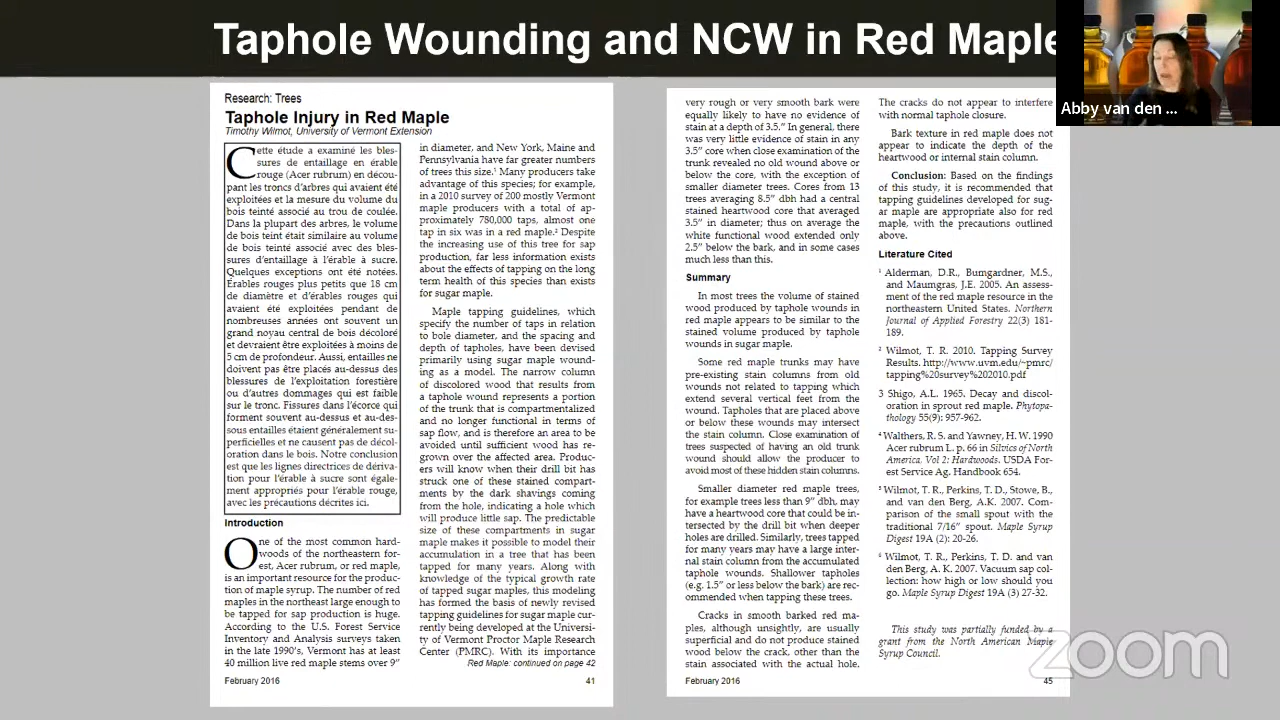 Taphole Wounding and NCW in Red Maple
Abby van den ...
Research: Trees
Taphole Injury in Red Maple
Timothy Wilmot, University of Vermont Extension
Cette étude a examiné les bles-
sures de entaillage en érable
rouge (Acer rubrum) en décou-
pant les troncs d'arbres qui avaient été
exploitées et la mesure du volume du
bois teinté associé au trou de coulée.
Dans la plupart des arbres, le volume
de bois teint était similaire au volume
de bois teinté associé avec des bles-
sures d'entaillage à l'érable à sucre.
Quelques exceptions ont été notées.
Érables rouges plus petits que 18 cm
de diamètre et d'érables rouges qui
avaient été exploitées pendant de
nombreuses années ont souvent un
grand noyau central de bois décoloré
et devraient être exploitées à moins de
5 cm de profondeur. Aussi, entailles ne
doivent pas être placés au-dessus des
blessures de l'exploitation forestière
ou d'autres dommages qui est faible
sur le tronc. Fissures dans l'écorce qui
forment souvent au-dessus et au-des-
sous entailles étaient généralement su-
perficielles et ne causent pas de décol-
oration dans le bois. Notre conclusion
est que les lignes directrices de dériva-
tion pour l'érable à sucre sont égale-
ment appropriés pour l'erable rouge,
avec les précautions décrites ici.
Introduction
One of the most common hard-
woods of the northeastern for-
est, Acer rubrum, or red maple,
is an important resource for the produc-
tion of maple syrup. The number of red
maples in the northeast large enough to
be tapped for sap production is huge.
According to the U.S. Forest Service
Inventory and Analysis surveys taken
in the late 1990's, Vermont has at least
40 million live red maple stems over 9"
in diameter, and New York, Maine and
Pennsylvania have far greater numbers
of trees this size.¹ Many producers take
advantage of this species; for example,
in a 2010 survey of 200 mostly Vermont
maple producers with a total of ap-
proximately 780,000 taps, almost one
tap in six was in a red maple.² Despite
the increasing use of this tree for sap
production, far less information exists
about the effects of tapping on the long
term health of this species than exists
for sugar maple.
Maple tapping guidelines, which
specify the number of taps in relation
to bole diameter, and the spacing and
depth of tapholes, have been devised
primarily using sugar maple wound-
ing as a model. The narrow column
of discolored wood that results from
a taphole wound represents a portion
of the trunk that is compartmentalized
and no longer functional in terms of
sap flow, and is therefore an area to be
avoided until sufficient wood has re-
grown over the affected area. Produc-
ers will know when their drill bit has
struck one of these stained compart-
ments by the dark shavings coming
from the hole, indicating a hole which
will produce little sap. The predictable
size of these compartments in sugar
maple makes it possible to model their
accumulation in a tree that has been
tapped for many years. Along with
knowledge of the typical growth rate
of tapped sugar maples, this modeling
has formed the basis of newly revised
tapping guidelines for sugar maple cur-
rently being developed at the Universi-
ty of Vermont Proctor Maple Research
Center (PMRC). With its importance
Red Maple: continued on page 42
February 2016
41
very rough or very smooth bark were
equally likely to have no evidence of
stain at a depth of 3.5." In general, there
was very little evidence of stain in any
3.5" core when close examination of the
trunk revealed no old wound above or
below the core, with the exception of
smaller diameter trees. Cores from 13
trees averaging 8.5" dbh had a central
stained heartwood core that averaged
3.5" in diameter; thus on average the
white functional wood extended only
2.5" below the bark, and in some cases
much less than this.
Summary
In most trees the volume of stained
wood produced by taphole wounds in
red maple appears to be similar to the
stained volume produced by taphole
wounds in sugar maple.
Some red maple trunks may have
pre-existing stain columns from old
wounds not related to tapping which
extend several vertical feet from the
wound. Tapholes that are placed above
or below these wounds may intersect
the stain column. Close examination of
trees suspected of having an old trunk
wound should allow the producer to
avoid most of these hidden stain columns.
Smaller diameter red maple trees,
for example trees less than 9" dbh, may
have a heartwood core that could be in-
tersected by the drill bit when deeper
holes are drilled. Similarly, trees tapped
for many years may have a large inter-
nal stain column from the accumulated
taphole wounds. Shallower tapholes
(e.g. 1.5" or less below the bark) are rec-
ommended when tapping these trees.
Cracks in smooth barked red ma-
ples, although unsightly, are usually
superficial and do not produce stained
wood below the crack, other than the
stain associated with the actual hole.
February 2016
The cracks do not appear to interfere
with normal taphole closure.
Bark texture in red maple does not
appear to indicate the depth of the
heartwood or internal stain column.
Conclusion: Based on the findings
of this study, it is recommended that
tapping guidelines developed for sug-
ar maple are appropriate also for red
maple, with the precautions outlined
above.
Literature Cited
¹ Alderman, D.R., Bumgardner, M.S.,
and Maumgras, J.E. 2005. An assess-
ment of the red maple resource in the
northeastern United States. Northern
Journal of Applied Forestry 22(3) 181-
189.
² Wilmot, T. R. 2010. Tapping Survey
Results. http://www.uvm.edu/~pmrc/
tapping%20survey%202010.pdf
3 Shigo, A.L. 1965. Decay and discol-
oration in sprout red maple. Phytopa-
thology 55(9): 957-962.
⁴ Walthers, R. S. and Yawney, H. W. 1990
Acer rubrum L. p. 66 in Silvics of North
America. Vol 2: Hardwoods. USDA For-
est Service Ag. Handbook 654.
⁵ Wilmot, T. R., Perkins, T. D., Stowe, B.,
and van den Berg, A.K. 2007. Com-
parison of the small spout with the
traditional 7/16" spout. Maple Syrup
Digest 19A (2): 20-26.
⁶ Wilmot, T. R., Perkins, T. D. and van
den Berg, A. K. 2007. Vacuum sap col-
lection: how high or low should you
go. Maple Syrup Digest 19A (3) 27-32.
This study was partially funded by a
grant from the North American Maple
Syrup Council.
45
zoom